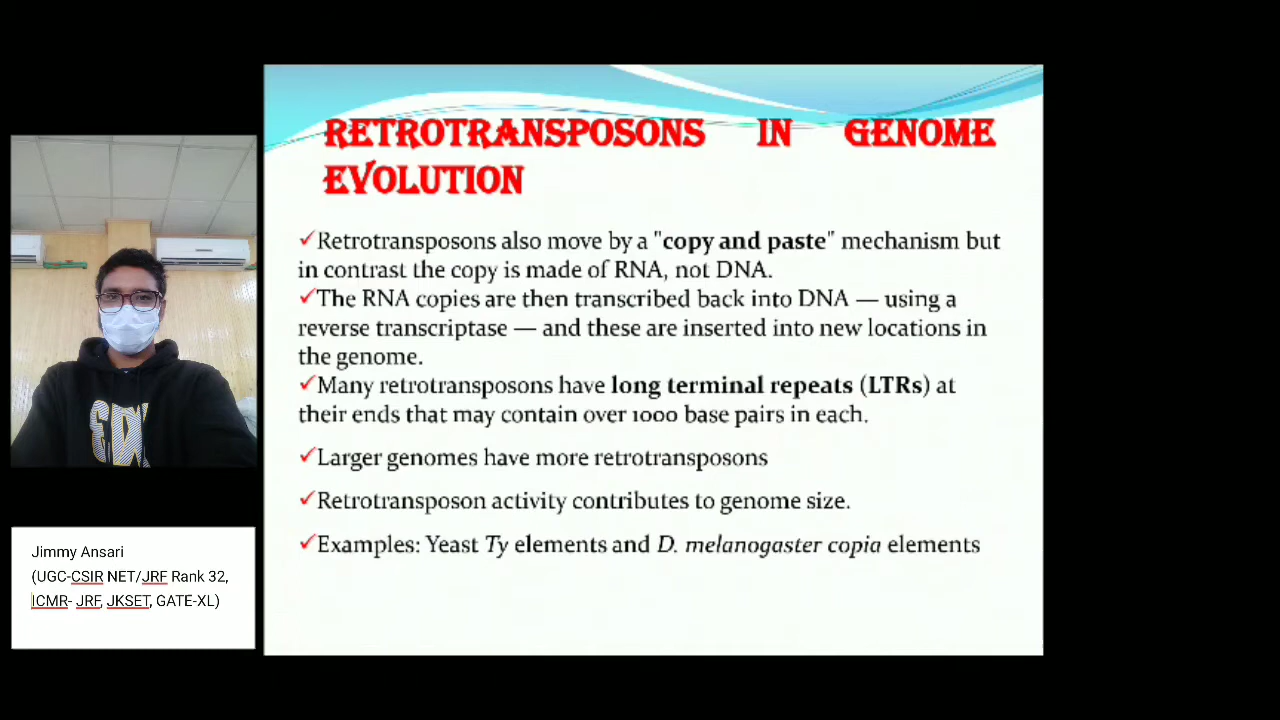 RETROTRANSPOSONS IN GENOME
EVOLUTION
✓Retrotransposons also move by a "copy and paste" mechanism but
in contrast the copy is made of RNA, not DNA.
✓The RNA copies are then transcribed back into DNA — using a
reverse transcriptase — and these are inserted into new locations in
the genome.
✓Many retrotransposons have long terminal repeats (LTRs) at
their ends that may contain over 1000 base pairs in each.
✓Larger genomes have more retrotransposons
✓Retrotransposon activity contributes to genome size.
✓Examples: Yeast Ty elements and D. melanogaster copia elements
Jimmy Ansari
(UGC-CSIR NET/JRF Rank 32,
ICMR- JRF, JKSET, GATE-XL)